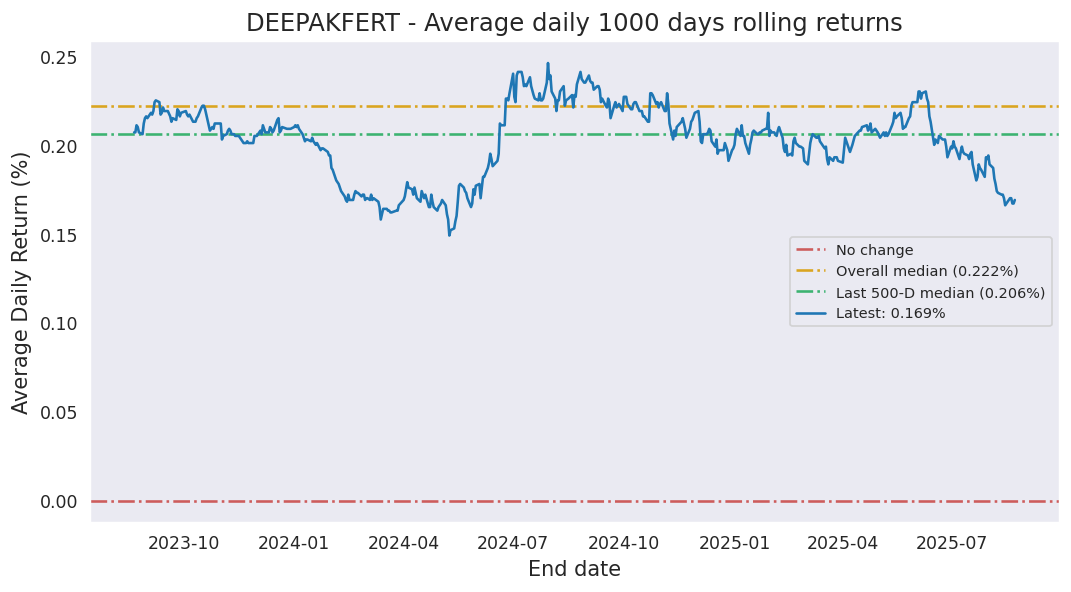 DEEPAKFERT - Average daily 1000 days rolling returns
Average Daily Return (%)
0.25
0.20
0.15
0.10
0.05
0.00
No change
Overall median (0.222%)
Last 500-D median (0.206%)
Latest: 0.169%
2023-10 2024-01 2024-04 2024-07 2024-10 2025-01 2025-04 2025-07
End date